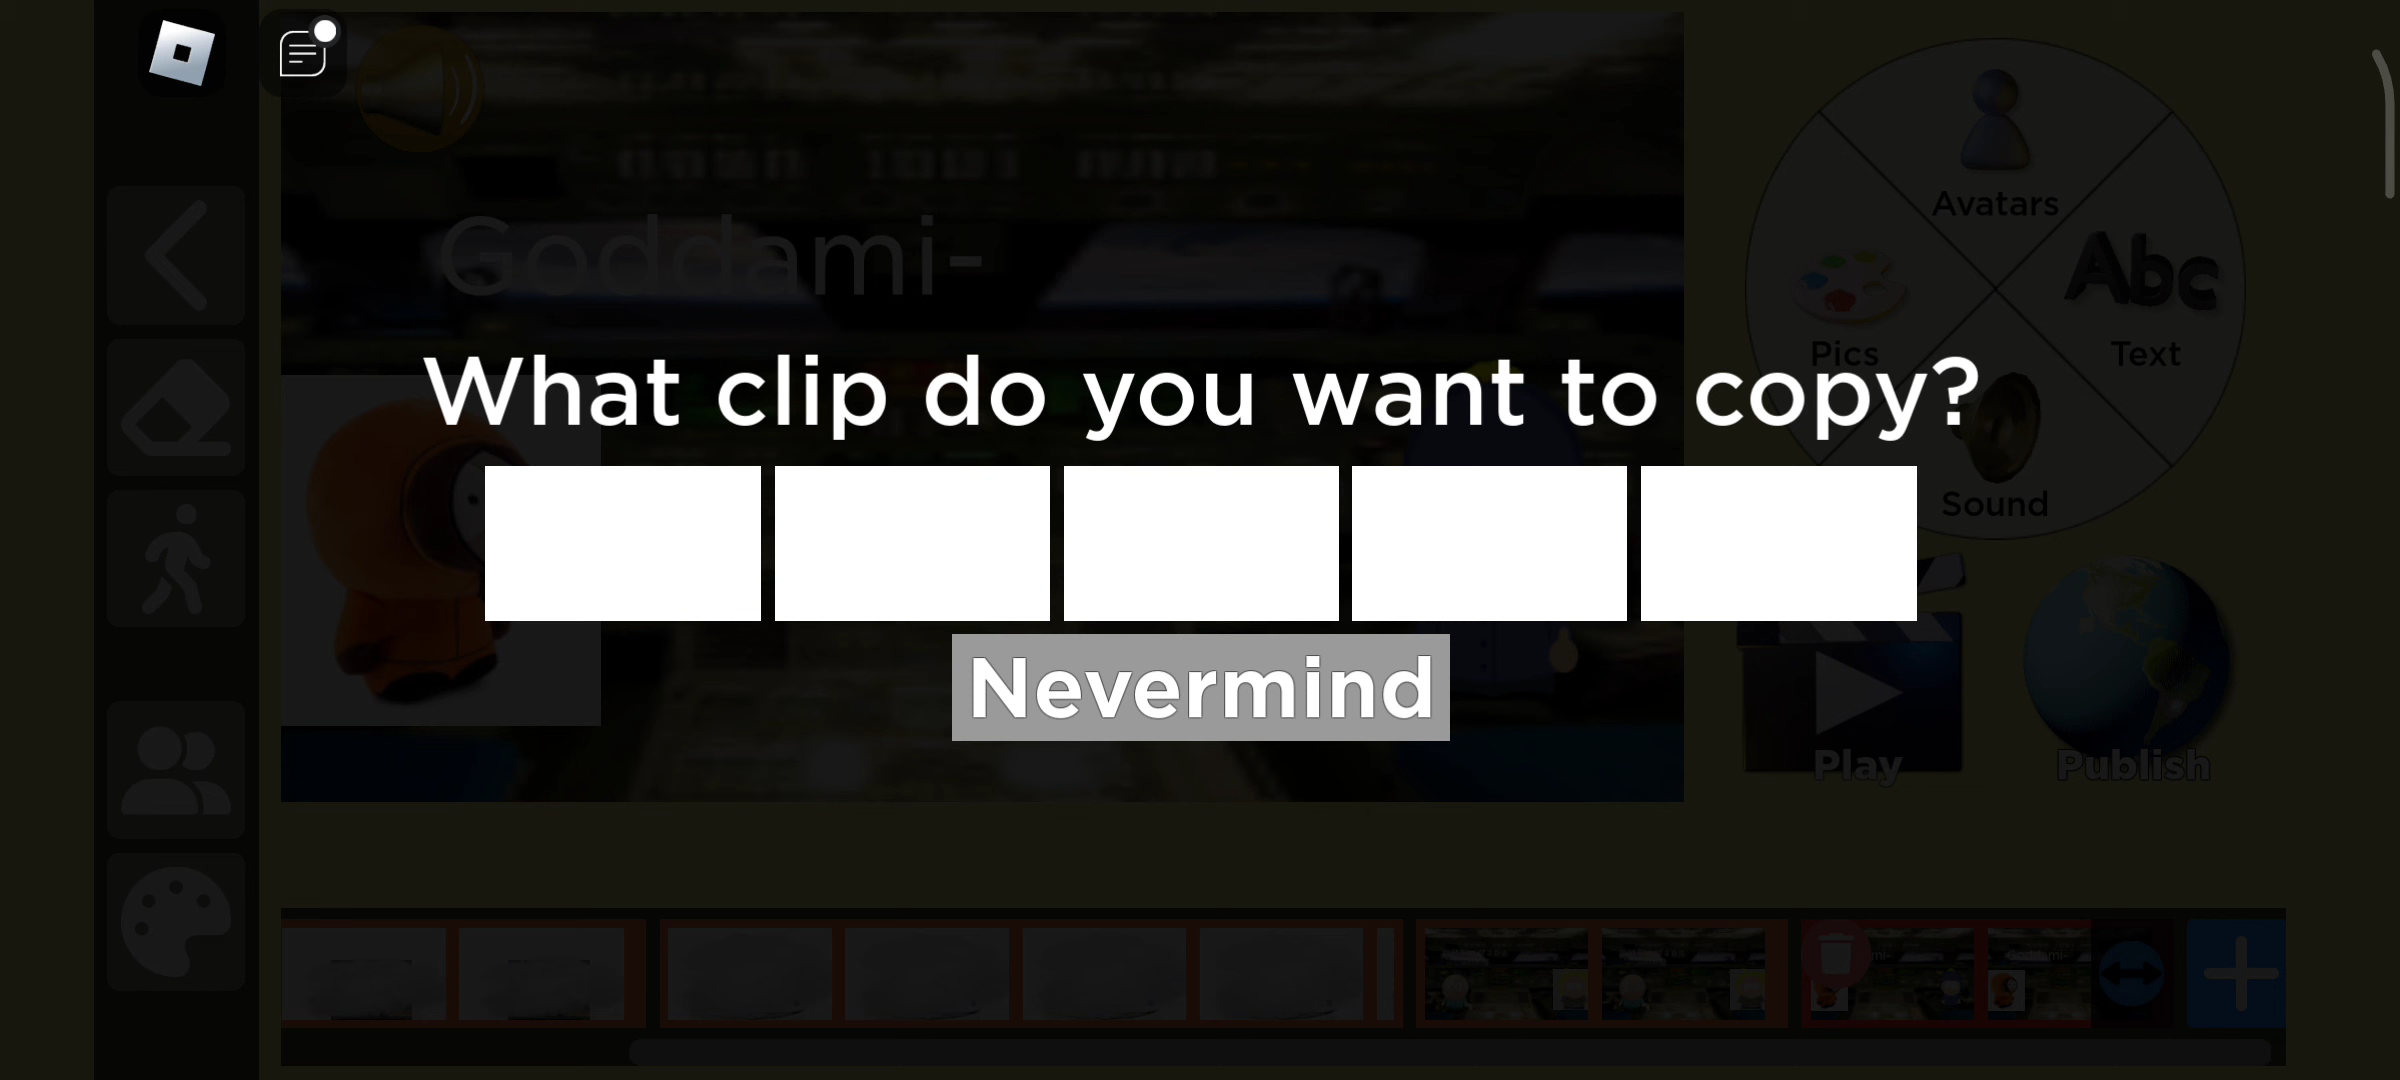 Goddami-
Avatars
Abc
Pics
Text
What clip do you want to copy?
Sound
Nevermind
Play
Publish